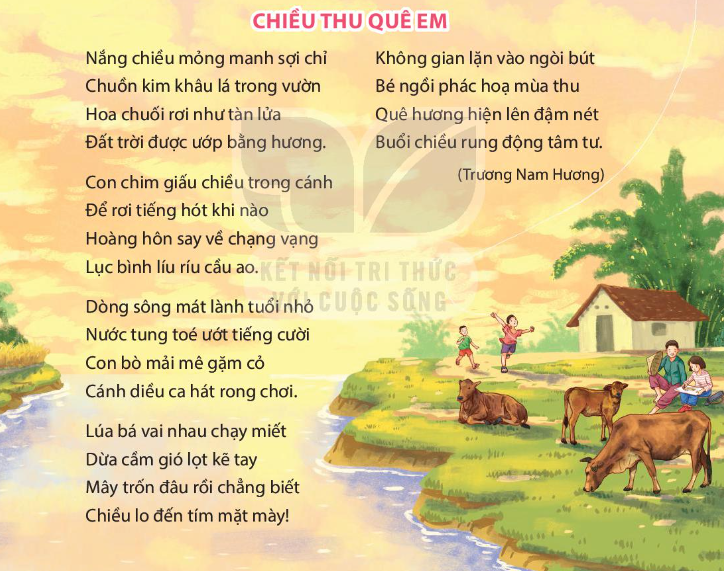 CHIỀU THU QUÊ EM
Nắng chiều mỏng manh sợi chỉ
Chuồn kim khâu lá trong vườn
Hoa chuối rơi như tàn lửa
Đất trời được ướp bằng hương.
Con chim giấu chiều trong cánh
Để rơi tiếng hót khi nào
Hoàng hôn say về chạng vạng
Lục bình líu ríu cầu ao.
Dòng sông mát lành tuổi nhỏ
Nước tung toé ướt tiếng cười
Con bò mải mê gặm cỏ
Cánh diều ca hát rong chơi.
Lúa bá vai nhau chạy miết
Dừa cầm gió lọt kẽ tay
Mây trốn đâu rồi chẳng biết
Chiều lo đến tím mặt mày!
Không gian lặn vào ngòi bút
Bé ngồi phác hoạ mùa thu
Quê hương hiện lên đậm nét
Buổi chiều rung động tâm tư.
(Trương Nam Hương)
KẾT NỐI TRI THỨC
VỚI CUỘC SỐNG